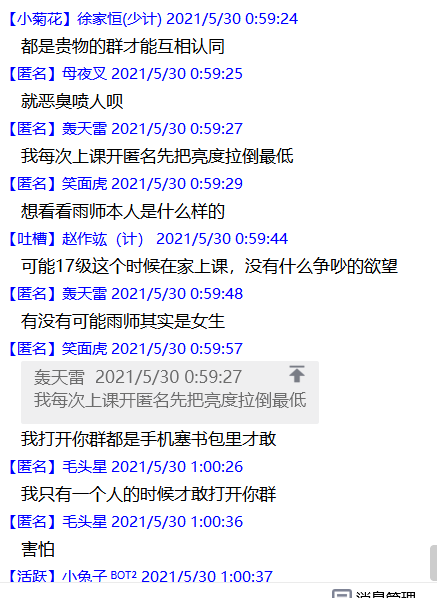 【小菊花】徐家恒(少计) 2021/5/30 0:59:24
都是贵物的群才能互相认同
【匿名】母夜叉 2021/5/30 0:59:25
就恶臭喷人呗
【匿名】轰天雷 2021/5/30 0:59:27
我每次上课开匿名先把亮度拉倒最低
【匿名】笑面虎 2021/5/30 0:59:29
想看看雨师本人是什么样的
【吐槽】赵作竑（计） 2021/5/30 0:59:44
可能17级这个时候在家上课，没有什么争吵的欲望
【匿名】轰天雷 2021/5/30 0:59:48
有没有可能雨师其实是女生
【匿名】笑面虎 2021/5/30 0:59:57
轰天雷 2021/5/30 0:59:27
我每次上课开匿名先把亮度拉倒最低
我打开你群都是手机塞书包里才敢
【匿名】毛头星 2021/5/30 1:00:26
我只有一个人的时候才敢打开你群
【匿名】毛头星 2021/5/30 1:00:36
害怕
【活跃】小兔子 ᴮᴼᵀ² 2021/5/30 1:00:37
消息管理